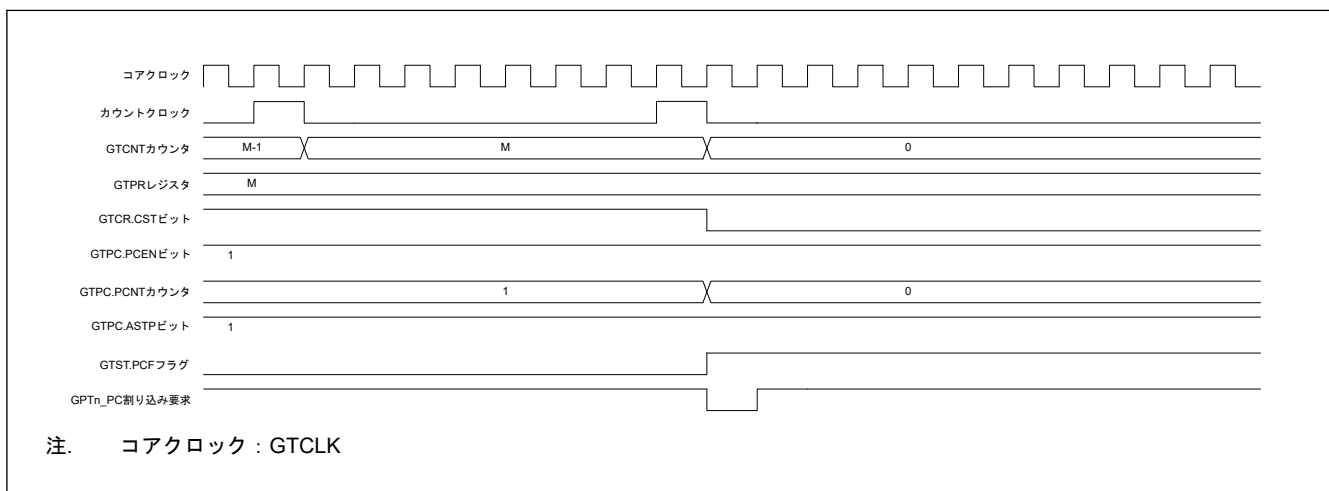 コアクロック
カウントクロック
GTCNTカウンタ M-1 M 0
GTPRレジスタ M
GTCR.CSTビット
GTPC.PCENビット 1
GTPC.PCNTカウンタ 1 0
GTPC.ASTPビット 1
GTST.PCFフラグ
GPTn_PC割り込み要求
注. コアクロック：GTCLK